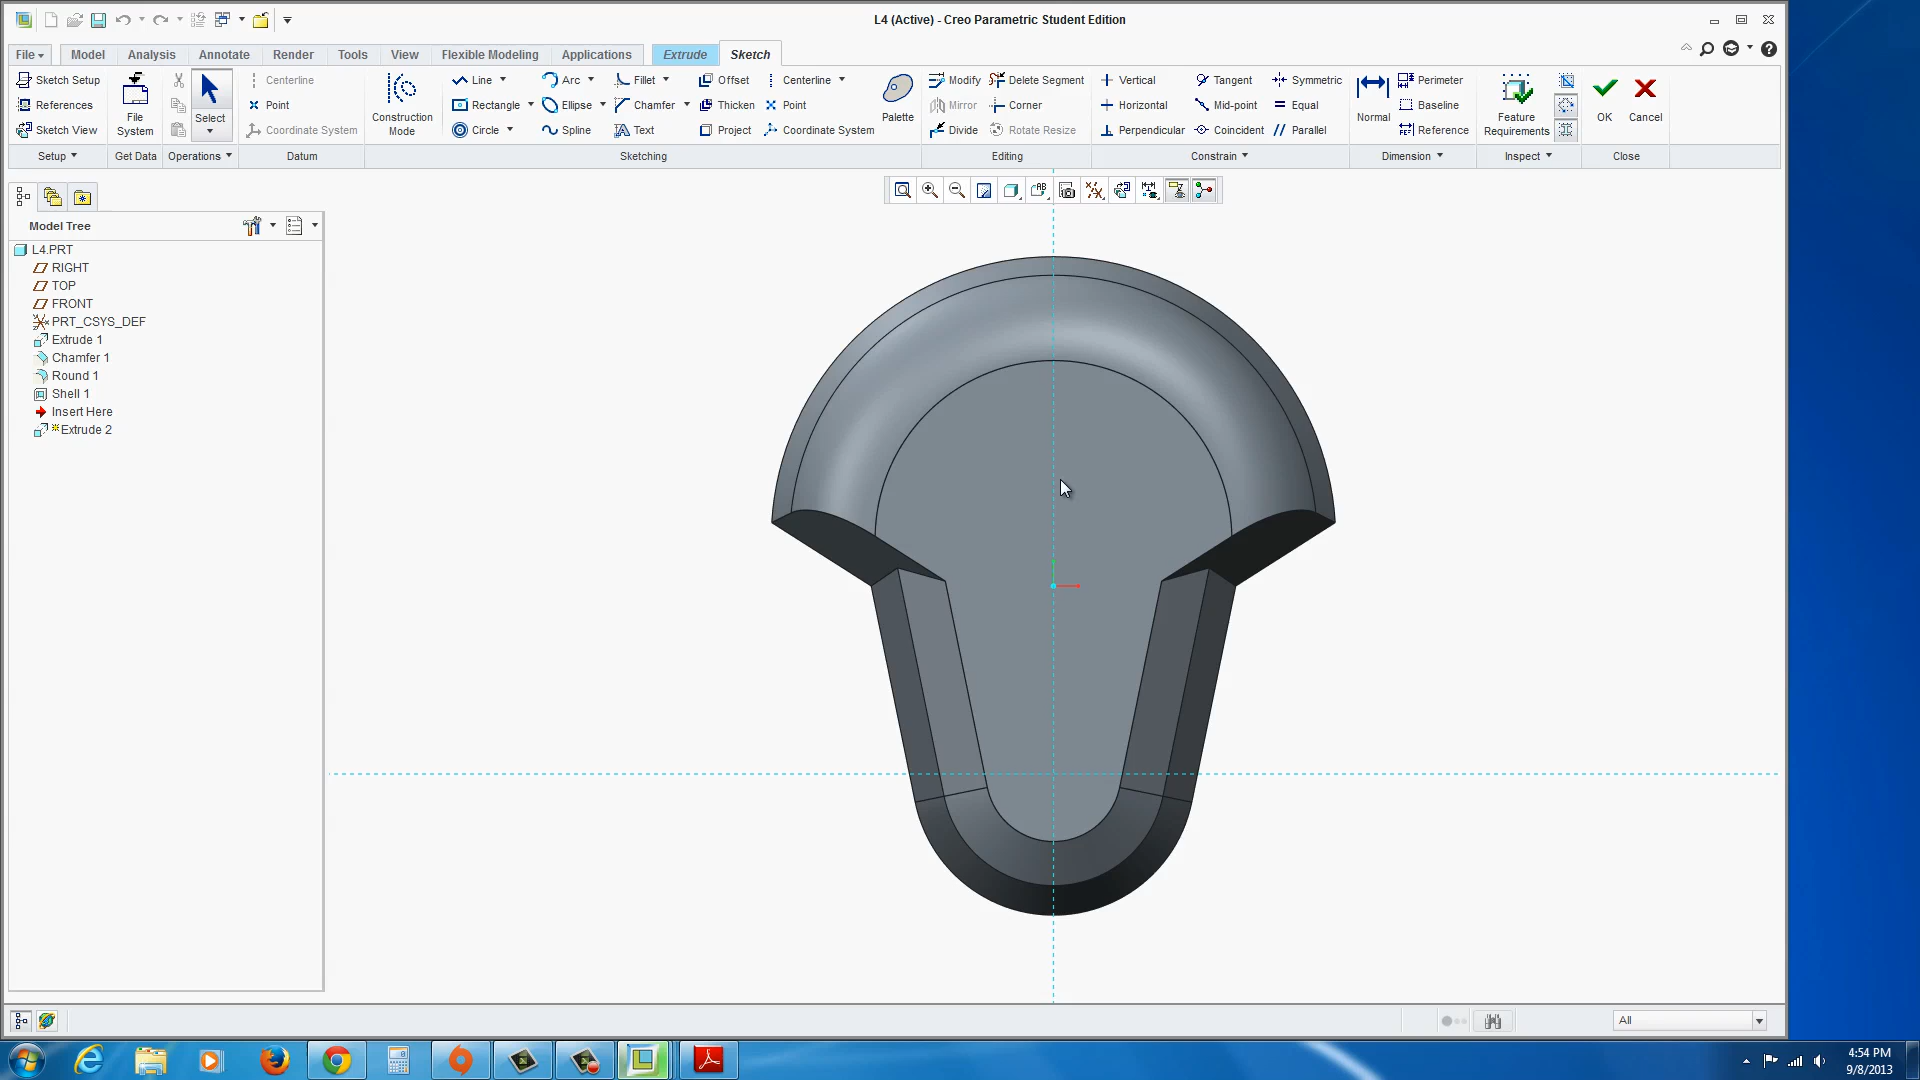 L4 (Active) - Creo Parametric Student Edition
File Model Analysis Annotate Render Tools View Flexible Modeling Applications Extrude Sketch
Sketch Setup
References
Sketch View
Setup
File System
Get Data
Select
Operations
Centerline
Point
Coordinate System
Datum
Construction Mode
Line Arc Fillet Offset Centerline
Rectangle Ellipse Chamfer Thicken Point
Circle Spline Text Project Coordinate System
Palette
Sketching
Modify Delete Segment
Mirror Corner
Divide Rotate Resize
Editing
Vertical Tangent Symmetric
Horizontal Mid-point Equal
Perpendicular Coincident Parallel
Constrain
Normal
Perimeter
Baseline
Reference
Dimension
Feature Requirements
Inspect
OK
Cancel
Close
Model Tree
L4.PRT
RIGHT
TOP
FRONT
PRT_CSYS_DEF
Extrude 1
Chamfer 1
Round 1
Shell 1
Insert Here
Extrude 2
All
4:54 PM
9/8/2013